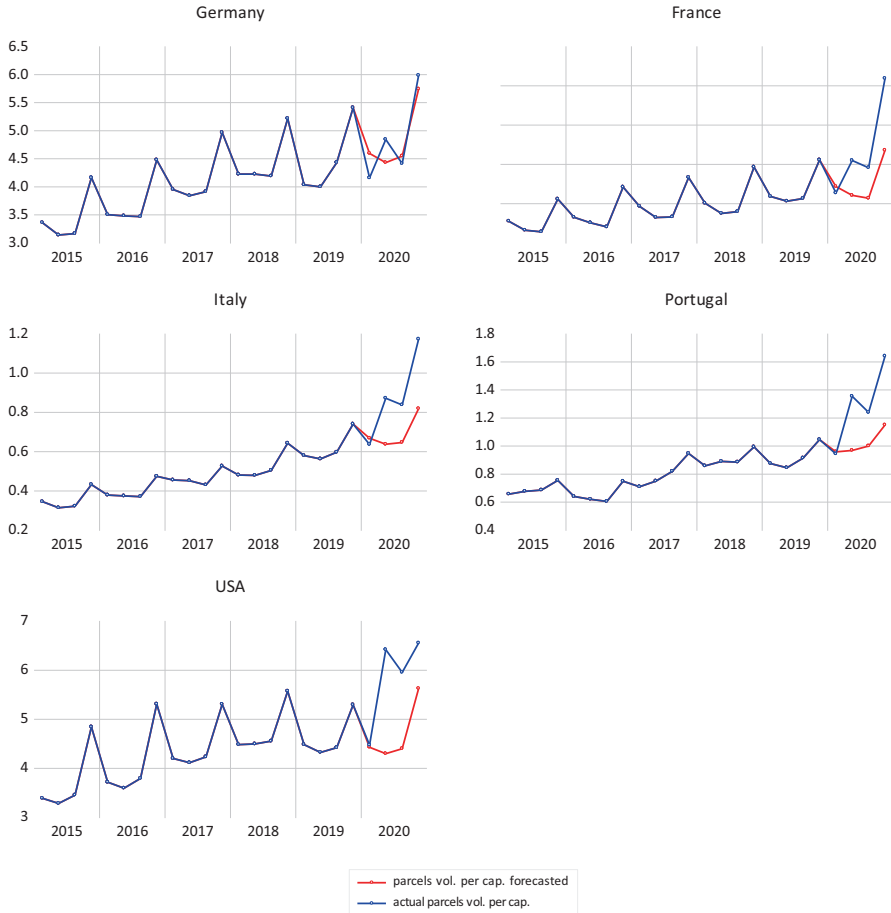 Germany
France
6.5
6.0
5.5
5.0
4.5
4.0
3.5
3.0
2015 2016 2017 2018 2019 2020
2015 2016 2017 2018 2019 2020
Italy
Portugal
1.2
1.0
0.8
0.6
0.4
0.2
2015 2016 2017 2018 2019 2020
1.8
1.6
1.4
1.2
1.0
0.8
0.6
0.4
2015 2016 2017 2018 2019 2020
USA
7
6
5
4
3
2015 2016 2017 2018 2019 2020
parcels vol. per cap. forecasted
actual parcels vol. per cap.